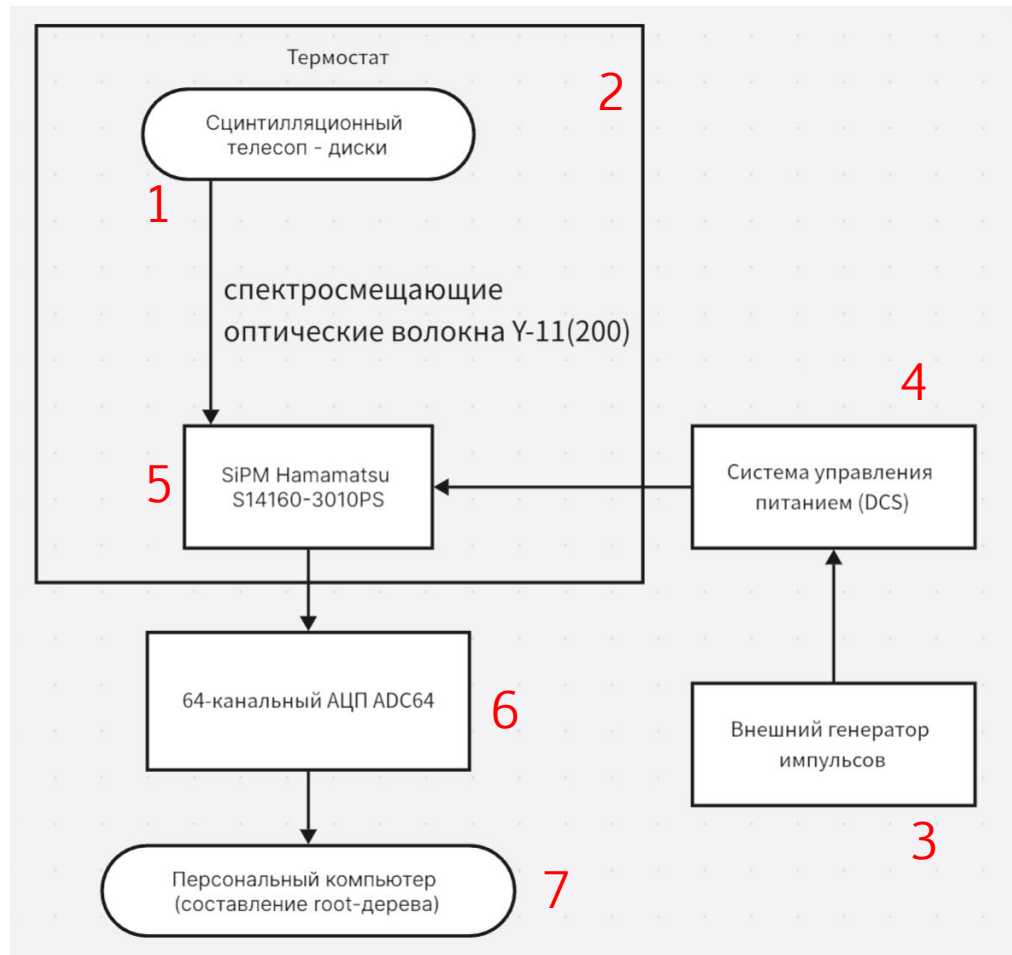 Термостат
2
Сцинтилляционный
телесоп - диски
1
спектросмещающие
оптические волокна Y-11(200)
4
5
SiPM Hamamatsu
S14160-3010PS
Система управления
питанием (DCS)
64-канальный АЦП ADC64
6
Внешний генератор
импульсов
3
Персональный компьютер
(составление root-дерева)
7